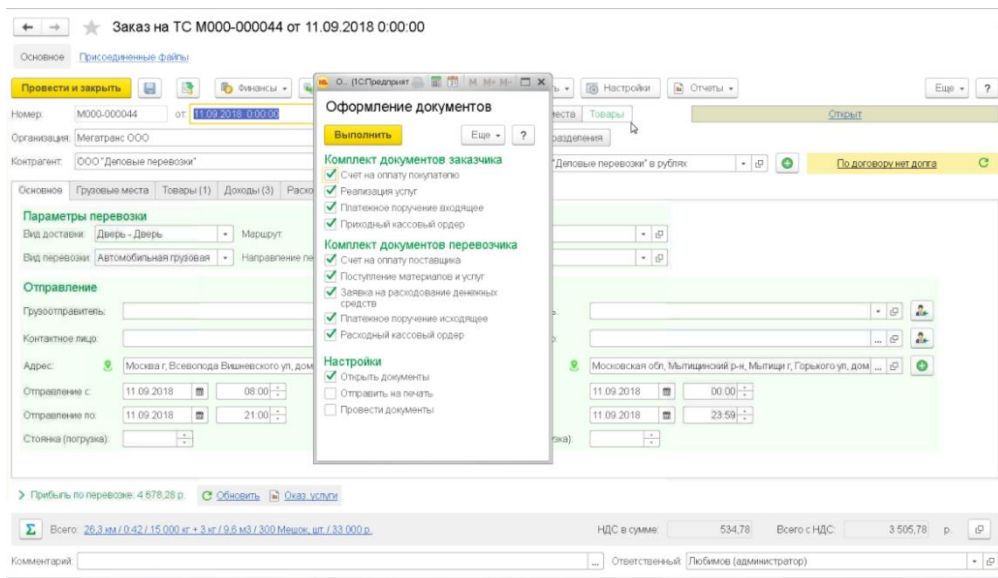 Заказ на ТС М000-000044 от 11.09.2018 0:00:00
Основное Присоединенные файлы
Провести и закрыть Финансы Настройки Отчеты Еще ?
Номер: М000-000044 от: 11.09.2018 0:00:00 Товары Открыт
Организация: Мегатранс ООО
Контрагент: ООО "Деловые перевозки" "Деловые перевозки" в рублях По договору нет долга
Основное Грузовые места Товары (1) Доходы (3)
Параметры перевозки
Вид доставки: Дверь - Дверь Маршрут:
Вид перевозки: Автомобильная грузовая Направление
Отправление
Грузоотправитель:
Контактное лицо:
Адрес: Москва г, Всеволода Вишневского ул, дом Московская обл, Мытищинский р-н, Мытищи г, Горького ул, дом
Отправление с: 11.09.2018 08:00 11.09.2018 00:00
Отправление по: 11.09.2018 21:00 11.09.2018 23:59
Стоянка (погрузка):
О... (1С:Предприят M M+ M-
Оформление документов
Выполнить Еще ?
Комплект документов заказчика
Счет на оплату покупателю
Реализация услуг
Платежное поручение входящее
Приходный кассовый ордер
Комплект документов перевозчика
Счет на оплату поставщика
Поступление материалов и услуг
Заявка на расходование денежных
средств
Платежное поручение исходящее
Расходный кассовый ордер
Настройки
Открыть документы
Отправить на печать
Провести документы
Прибыль по перевозке: 4 678,28 р. Обновить Оказ. услуги
Всего: 26,3 км / 0:42 / 15 000 кг + 3 кг / 9,6 м3 / 300 Мешок, шт. / 33 000 р. НДС в сумме: 534,78 Всего с НДС: 3 505,78 р.
Комментарий: Ответственный: Любимов (администратор)